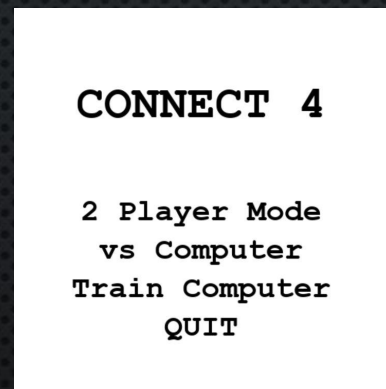 CONNECT 4
2 Player Mode
vs Computer
Train Computer
QUIT